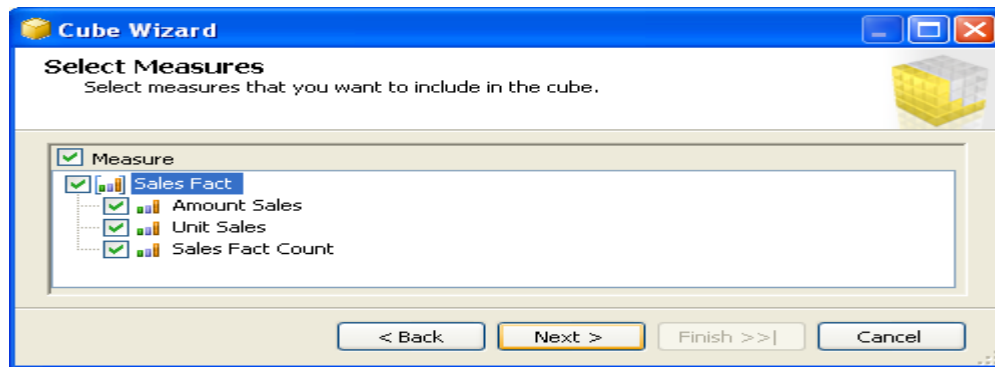 Cube Wizard
Select Measures
Select measures that you want to include in the cube.
Measure
Sales Fact
Amount Sales
Unit Sales
Sales Fact Count
< Back Next > Finish >>| Cancel